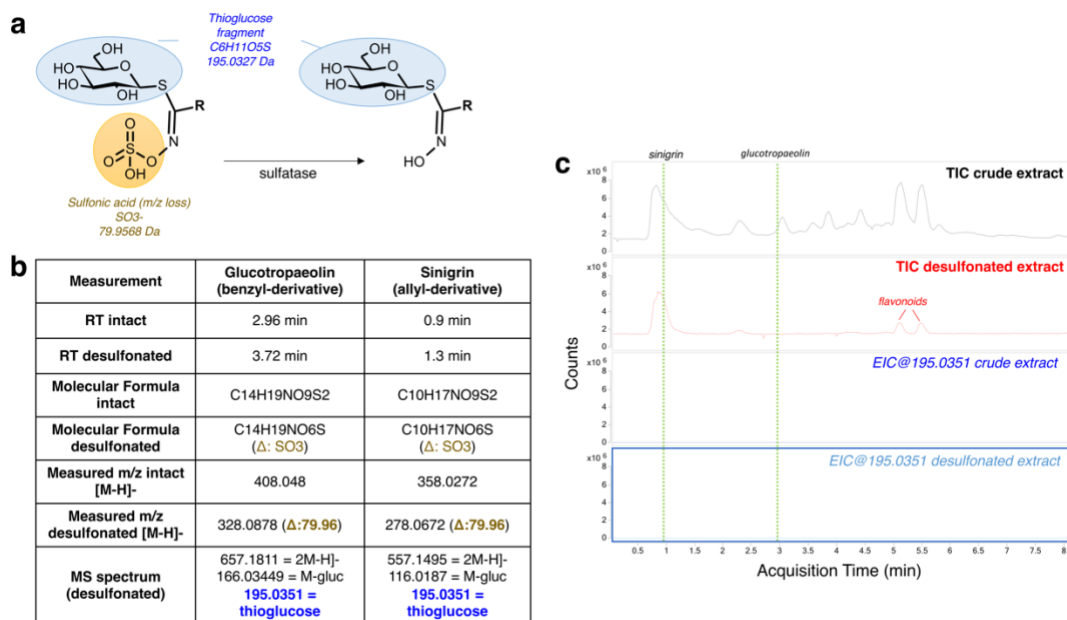 a
Thioglucose
fragment
C6H11O5S
195.0327 Da
OH
HO
O
HO
OH
S
R
N
O
O
S
O
OH
Sulfonic acid (m/z loss)
SO3-
79.9568 Da
sulfatase
OH
HO
O
HO
OH
S
R
N
HO
b
Measurement
Glucotropaeolin
(benzyl-derivative)
Sinigrin
(allyl-derivative)
RT intact
2.96 min
0.9 min
RT desulfonated
3.72 min
1.3 min
Molecular Formula
intact
C14H19NO9S2
C10H17NO9S2
Molecular Formula
desulfonated
C14H19NO6S
(Δ: SO3)
C10H17NO6S
(Δ: SO3)
Measured m/z intact
[M-H]-
408.048
358.0272
Measured m/z
desulfonated [M-H]-
328.0878 (Δ:79.96)
278.0672 (Δ:79.96)
MS spectrum
(desulfonated)
657.1811 = 2M-H]-
166.03449 = M-gluc
195.0351 =
thioglucose
557.1495 = 2M-H]-
116.0187 = M-gluc
195.0351 =
thioglucose
c
sinigrin
glucotropaeolin
x10 6
TIC crude extract
8
6
4
2
0
x10 6
TIC desulfonated extract
8
flavonoids
6
4
2
0
x10 6
EIC@195.0351 crude extract
8
6
4
2
0
x10 6
EIC@195.0351 desulfonated extract
8
6
4
2
0
Counts
0.5 1 1.5 2 2.5 3 3.5 4 4.5 5 5.5 6 6.5 7 7.5 8
Acquisition Time (min)